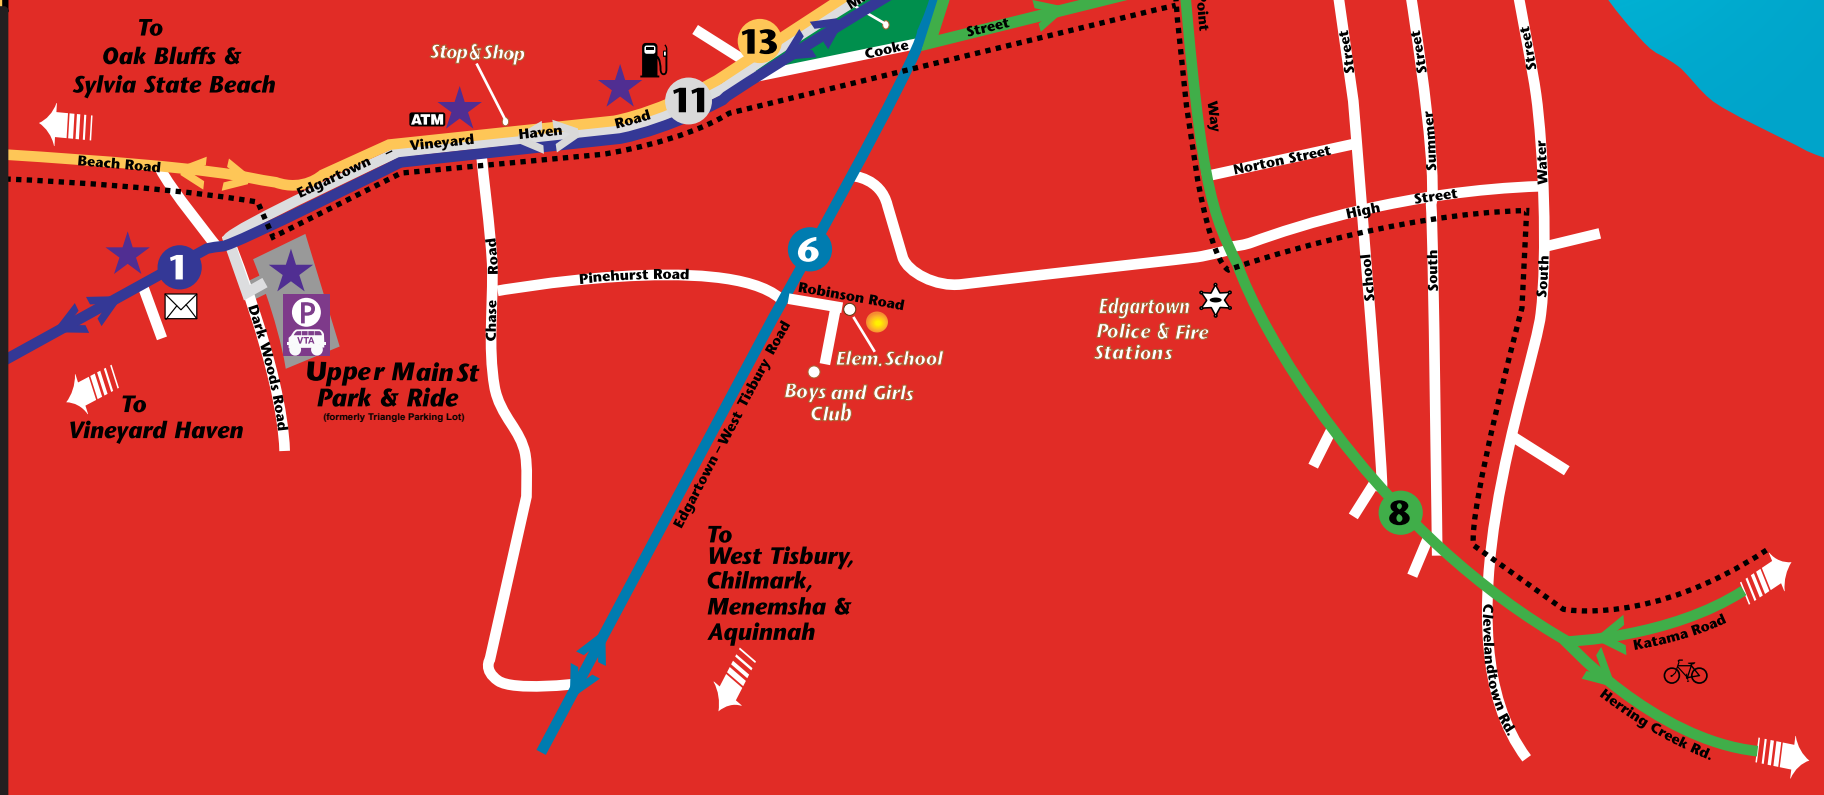 To
Oak Bluffs &
Sylvia State Beach
Stop & Shop
ATM
13
11
Cooke
Street
Point
Way
Street
Street
Street
Beach Road
Edgartown – Vineyard Haven Road
1
P
VTA
Dark Woods Road
Upper Main St
Park & Ride
(formerly Triangle Parking Lot)
To
Vineyard Haven
Chase Road
Pinehurst Road
6
Robinson Road
Elem. School
Boys and Girls
Club
Edgartown – West Tisbury Road
To
West Tisbury,
Chilmark,
Menemsha &
Aquinnah
Norton Street
High Street
Summer
Water
School
South
South
Edgartown
Police & Fire
Stations
8
Clevelandtown Rd.
Katama Road
Herring Creek Rd.